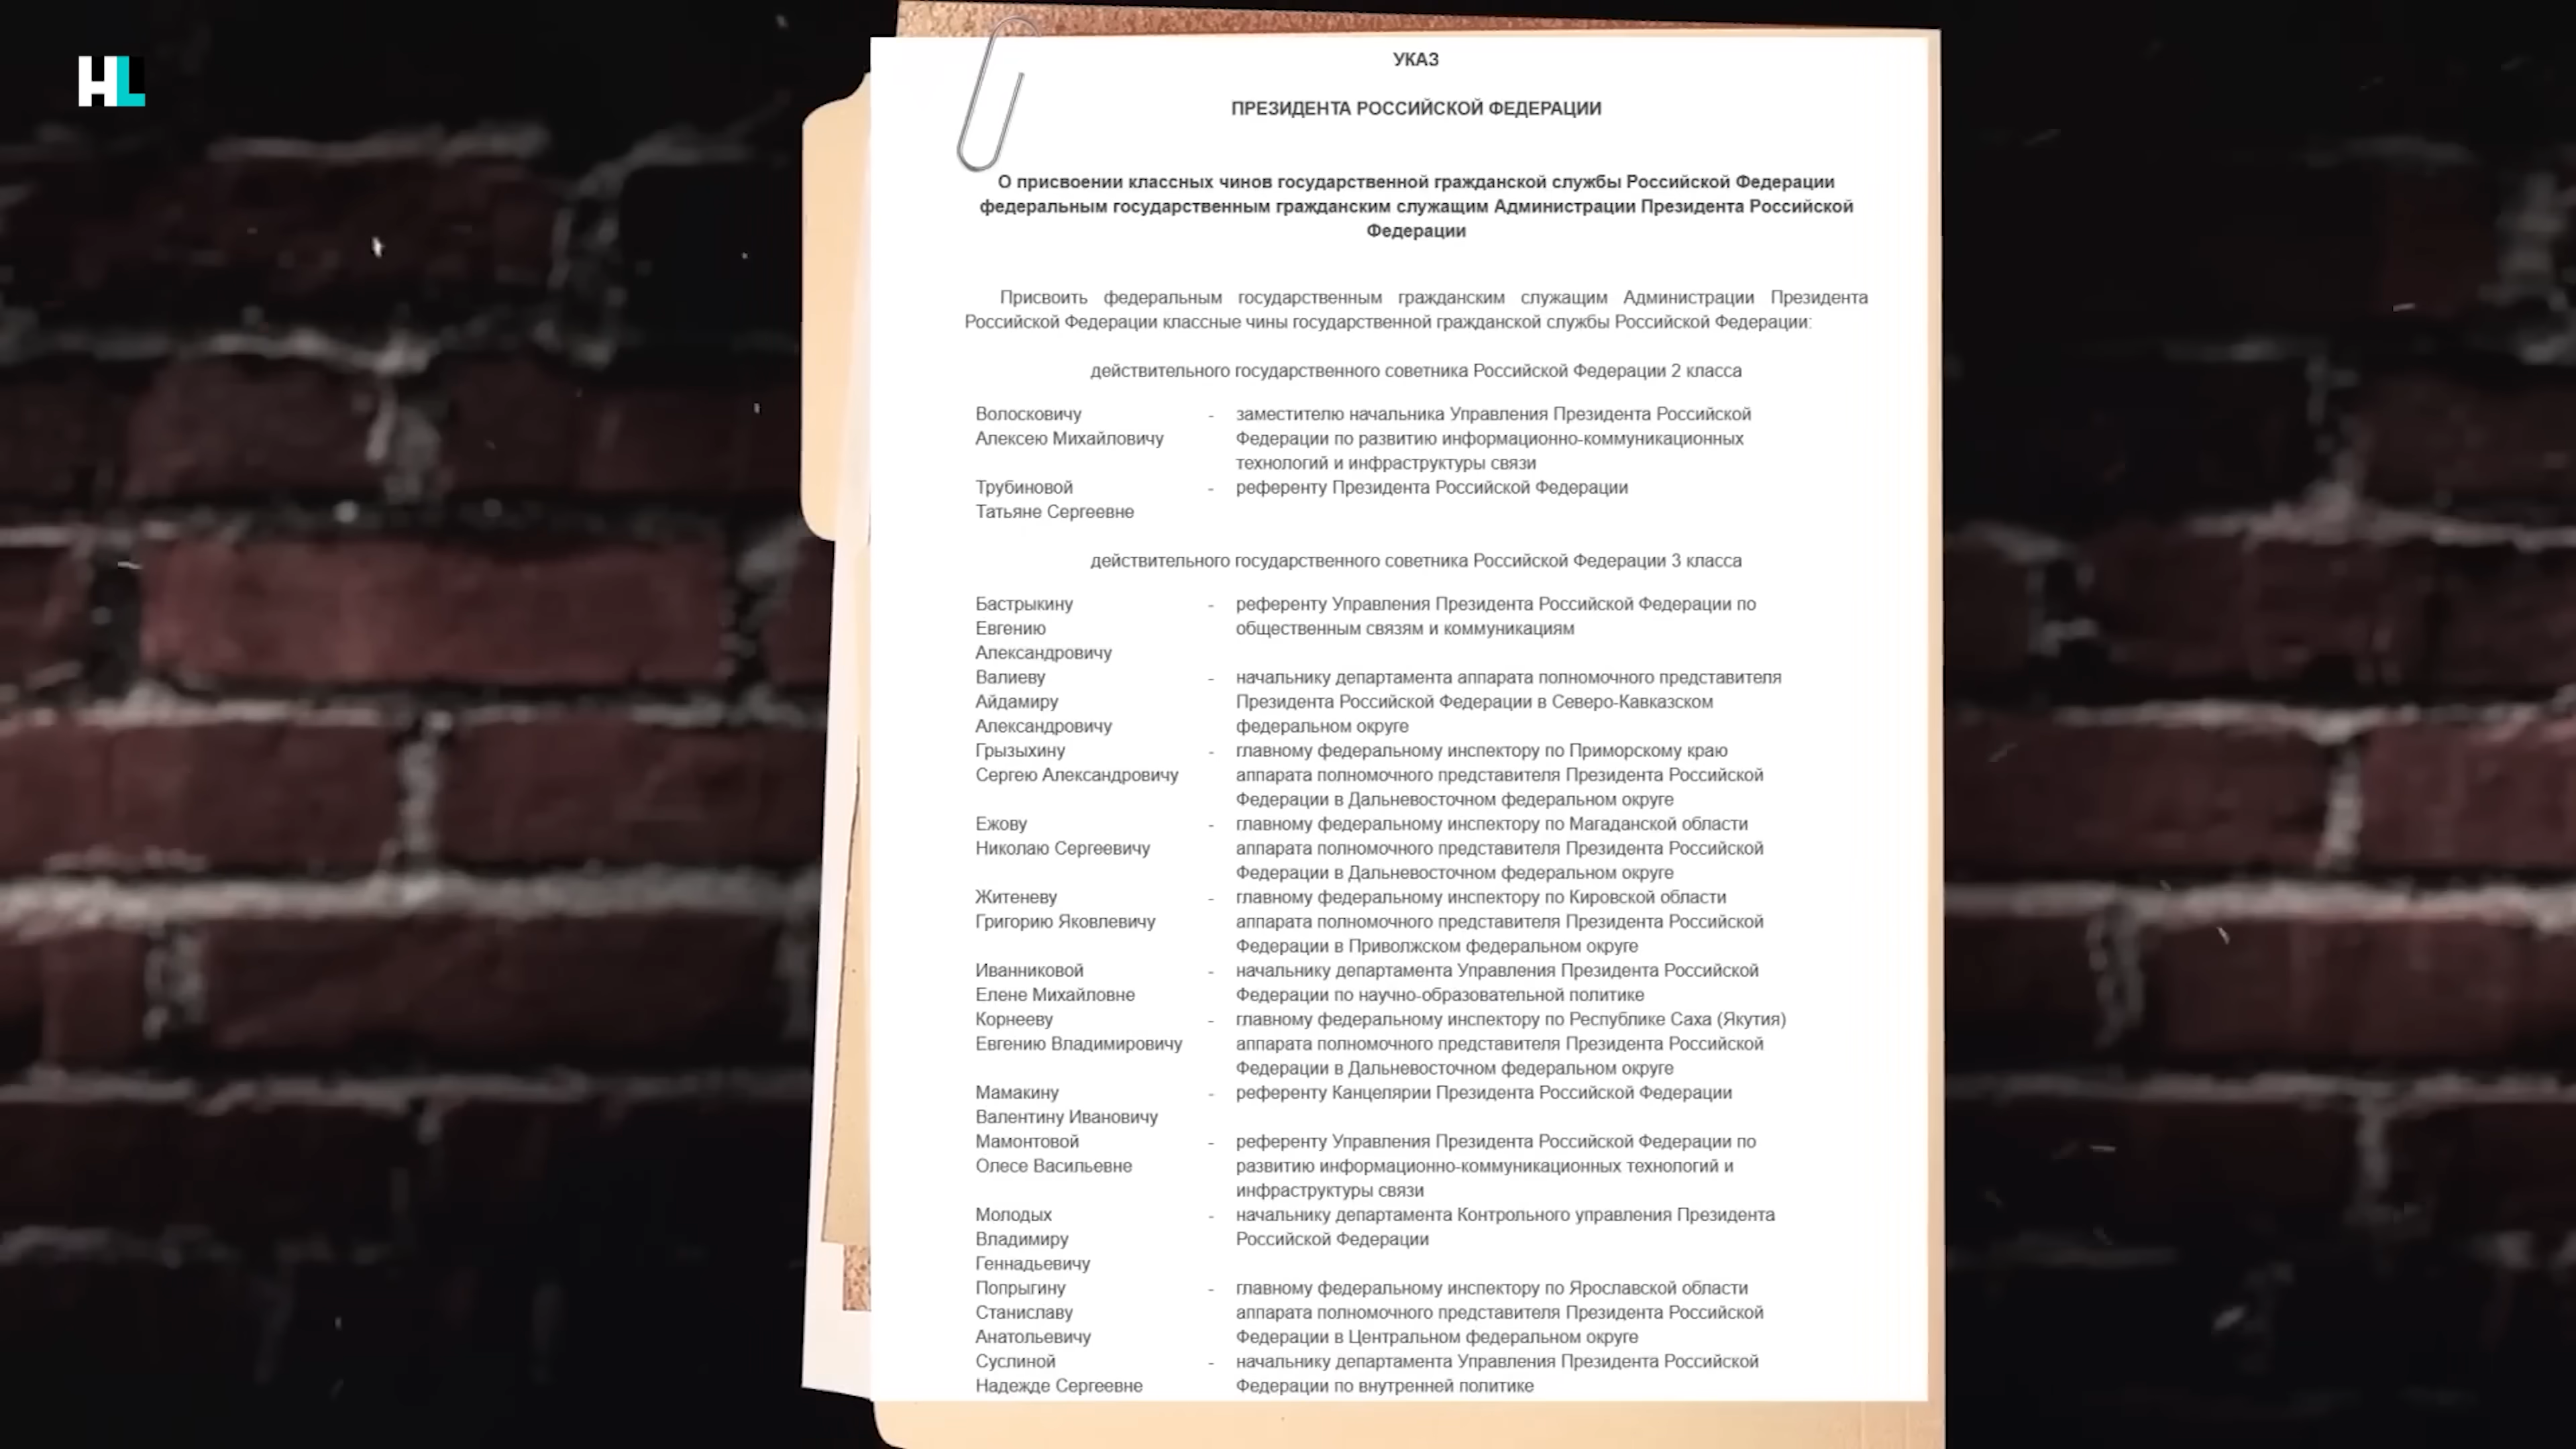 HL
УКАЗ
ПРЕЗИДЕНТА РОССИЙСКОЙ ФЕДЕРАЦИИ
О присвоении классных чинов государственной гражданской службы Российской Федерации
федеральным государственным гражданским служащим Администрации Президента Российской
Федерации
Присвоить федеральным государственным гражданским служащим Администрации Президента
Российской Федерации классные чины государственной гражданской службы Российской Федерации:
действительного государственного советника Российской Федерации 2 класса
Волосковичу - заместителю начальника Управления Президента Российской
Алексею Михайловичу Федерации по развитию информационно-коммуникационных
технологий и инфраструктуры связи
Трубиновой - референту Президента Российской Федерации
Татьяне Сергеевне
действительного государственного советника Российской Федерации 3 класса
Бастрыкину - референту Управления Президента Российской Федерации по
Евгению общественным связям и коммуникациям
Александровичу
Валиеву - начальнику департамента аппарата полномочного представителя
Айдамиру Президента Российской Федерации в Северо-Кавказском
Александровичу федеральном округе
Грызыхину - главному федеральному инспектору по Приморскому краю
Сергею Александровичу аппарата полномочного представителя Президента Российской
Федерации в Дальневосточном федеральном округе
Ежову - главному федеральному инспектору по Магаданской области
Николаю Сергеевичу аппарата полномочного представителя Президента Российской
Федерации в Дальневосточном федеральном округе
Житеневу - главному федеральному инспектору по Кировской области
Григорию Яковлевичу аппарата полномочного представителя Президента Российской
Федерации в Приволжском федеральном округе
Иванниковой - начальнику департамента Управления Президента Российской
Елене Михайловне Федерации по научно-образовательной политике
Корнееву - главному федеральному инспектору по Республике Саха (Якутия)
Евгению Владимировичу аппарата полномочного представителя Президента Российской
Федерации в Дальневосточном федеральном округе
Мамакину - референту Канцелярии Президента Российской Федерации
Валентину Ивановичу
Мамонтовой - референту Управления Президента Российской Федерации по
Олесе Васильевне развитию информационно-коммуникационных технологий и
инфраструктуры связи
Молодых - начальнику департамента Контрольного управления Президента
Владимиру Российской Федерации
Геннадьевичу
Попрыгину - главному федеральному инспектору по Ярославской области
Станиславу аппарата полномочного представителя Президента Российской
Анатольевичу Федерации в Центральном федеральном округе
Суслиной - начальнику департамента Управления Президента Российской
Надежде Сергеевне Федерации по внутренней политике